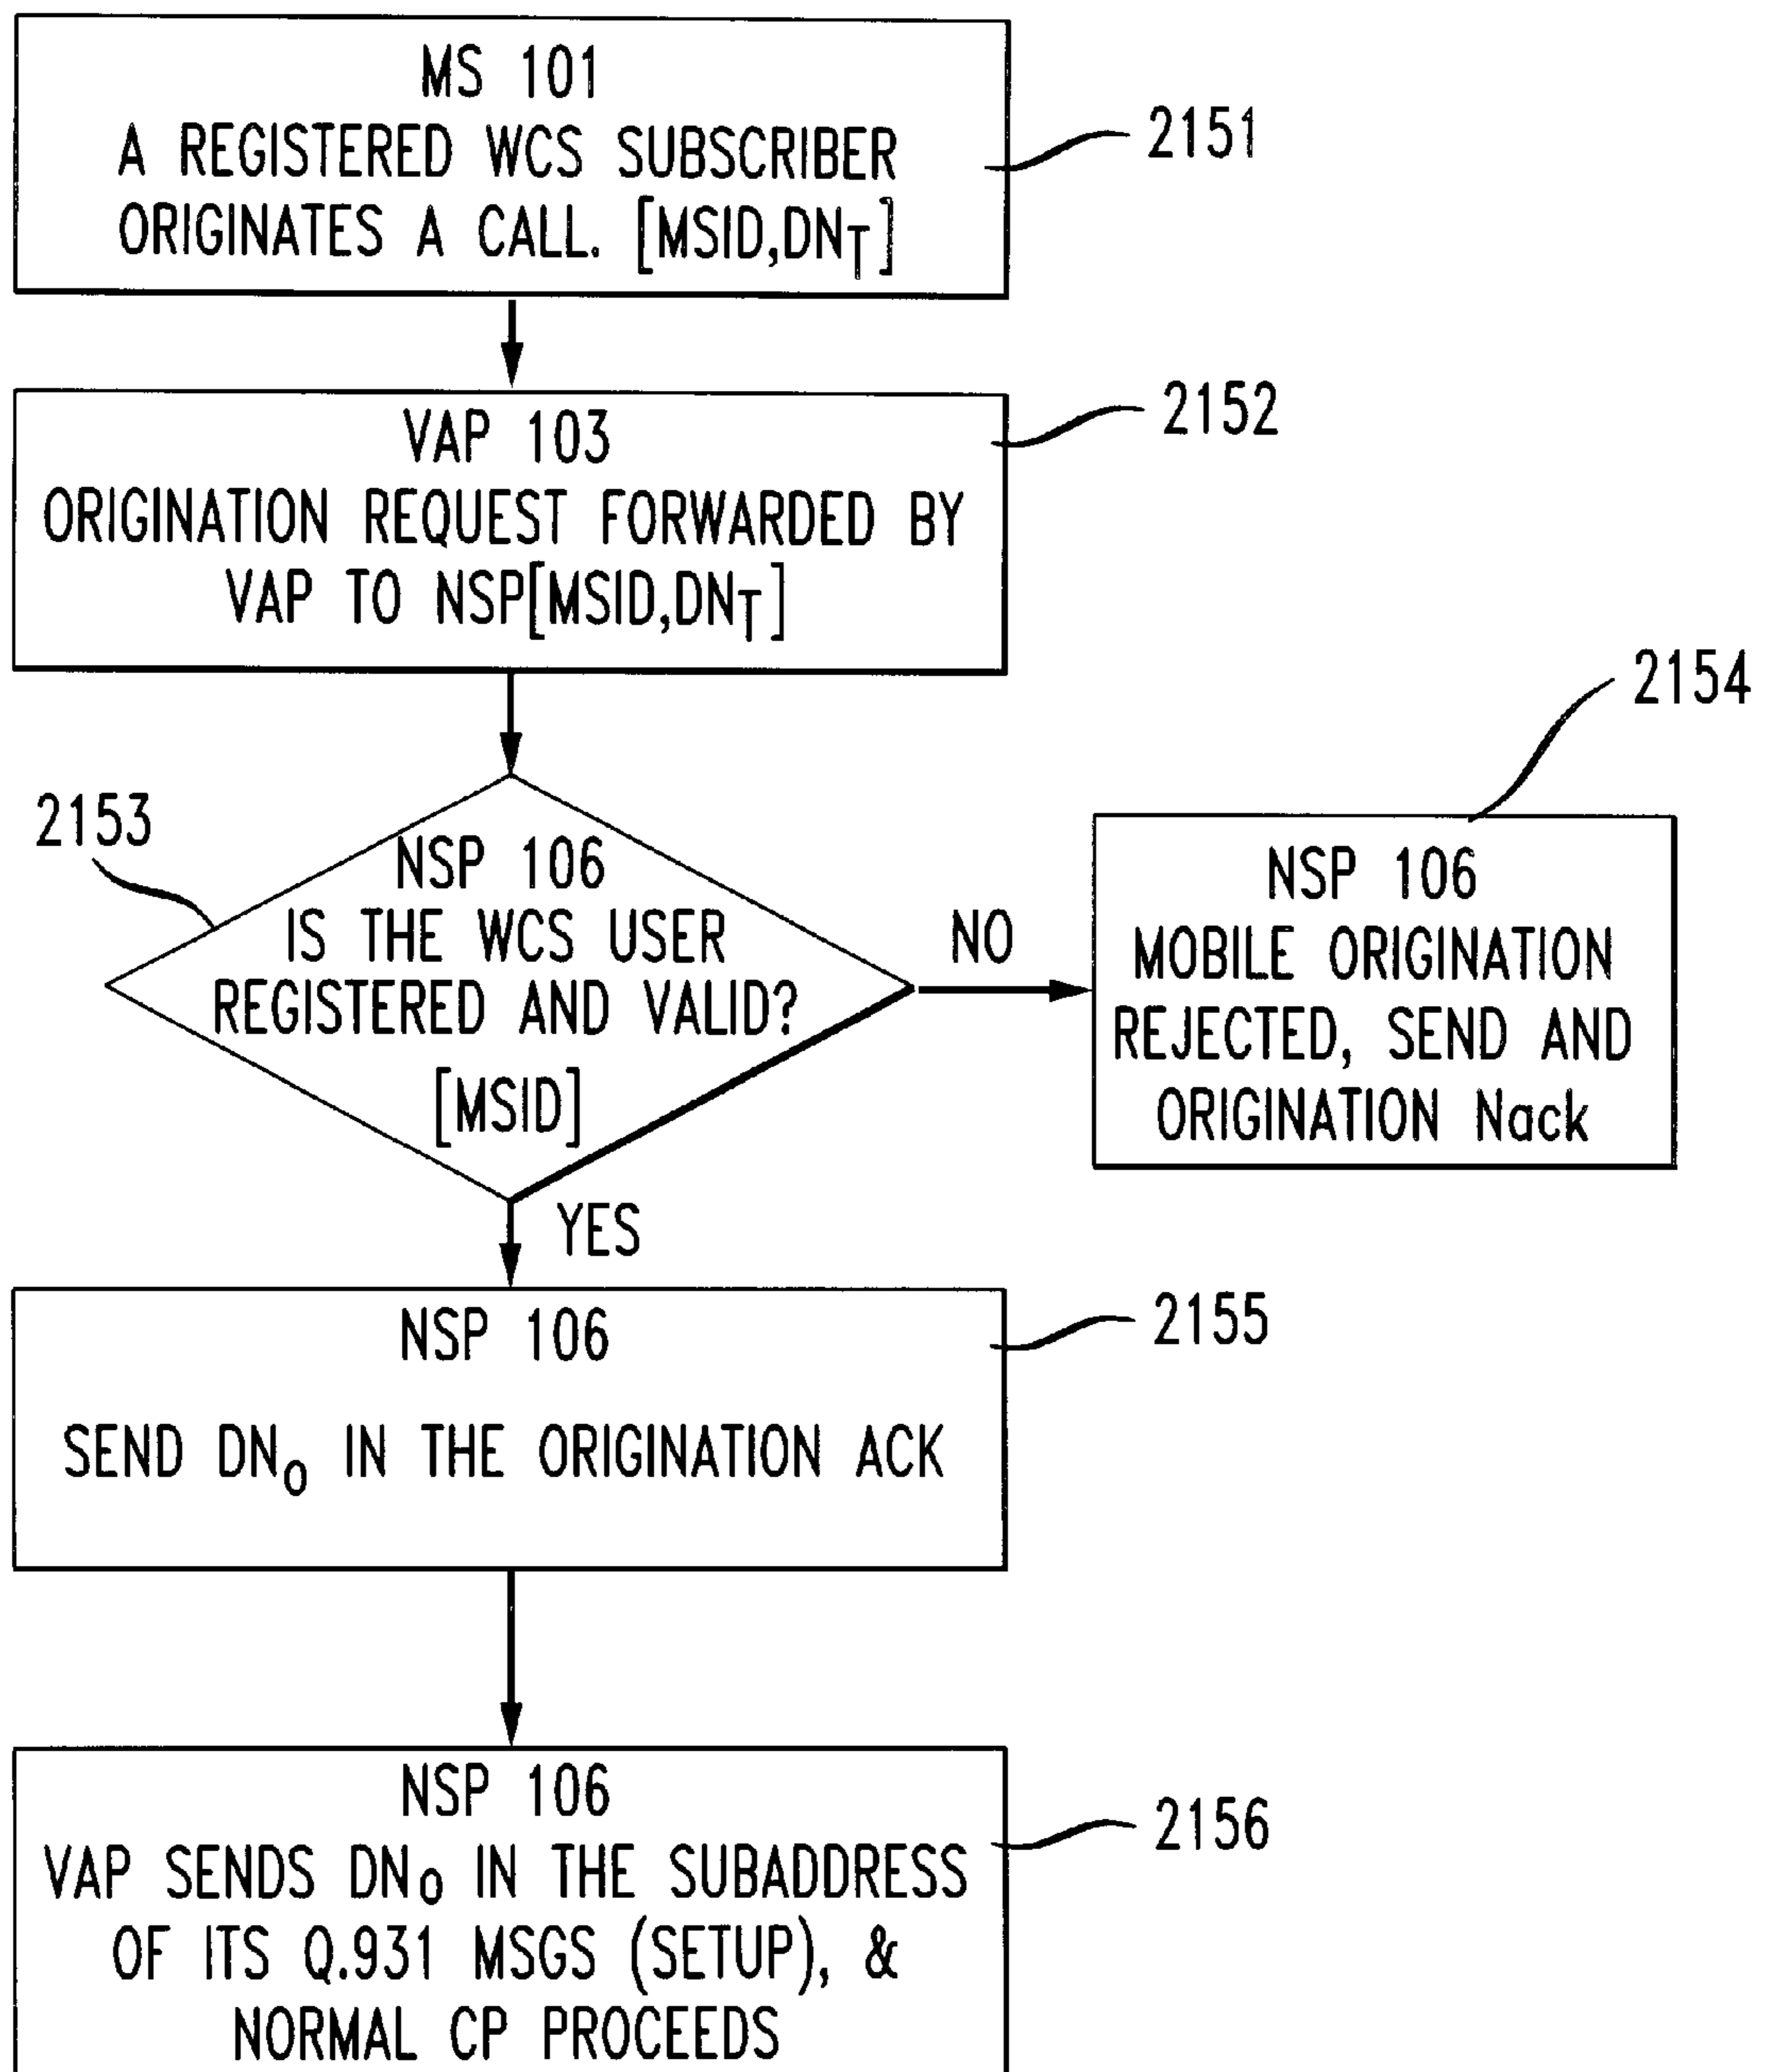 MS 101
A REGISTERED WCS SUBSCRIBER
ORIGINATES A CALL. [MSID,DNT]
2151
VAP 103
ORIGINATION REQUEST FORWARDED BY
VAP TO NSP[MSID,DNT]
2152
2153
NSP 106
IS THE WCS USER
REGISTERED AND VALID?
[MSID]
NO
2154
NSP 106
MOBILE ORIGINATION
REJECTED, SEND AND
ORIGINATION Nack
YES
NSP 106
SEND DNO IN THE ORIGINATION ACK
2155
NSP 106
VAP SENDS DNO IN THE SUBADDRESS
OF ITS Q.931 MSGS (SETUP), &
NORMAL CP PROCEEDS
2156